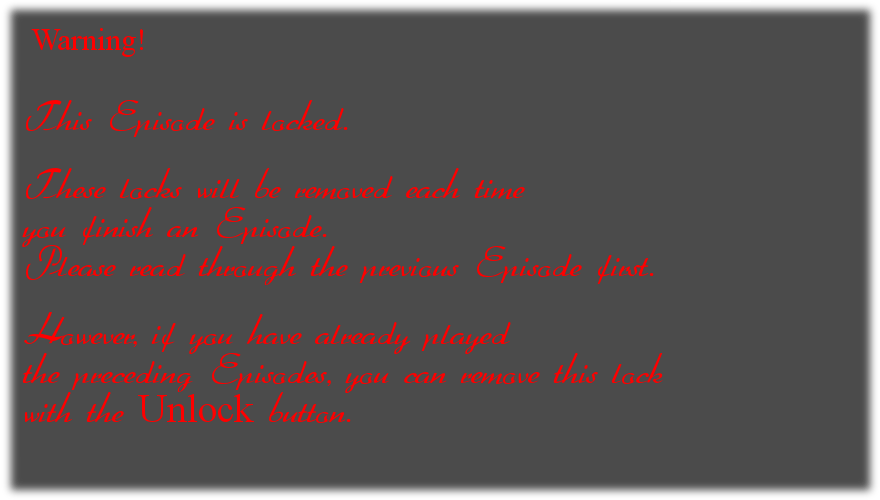 Warning!
This Episode is locked.
These locks will be removed each time
you finish an Episode.
Please read through the previous Episode first.
However, if you have already played
the preceding Episodes, you can remove this lock
with the Unlock button.